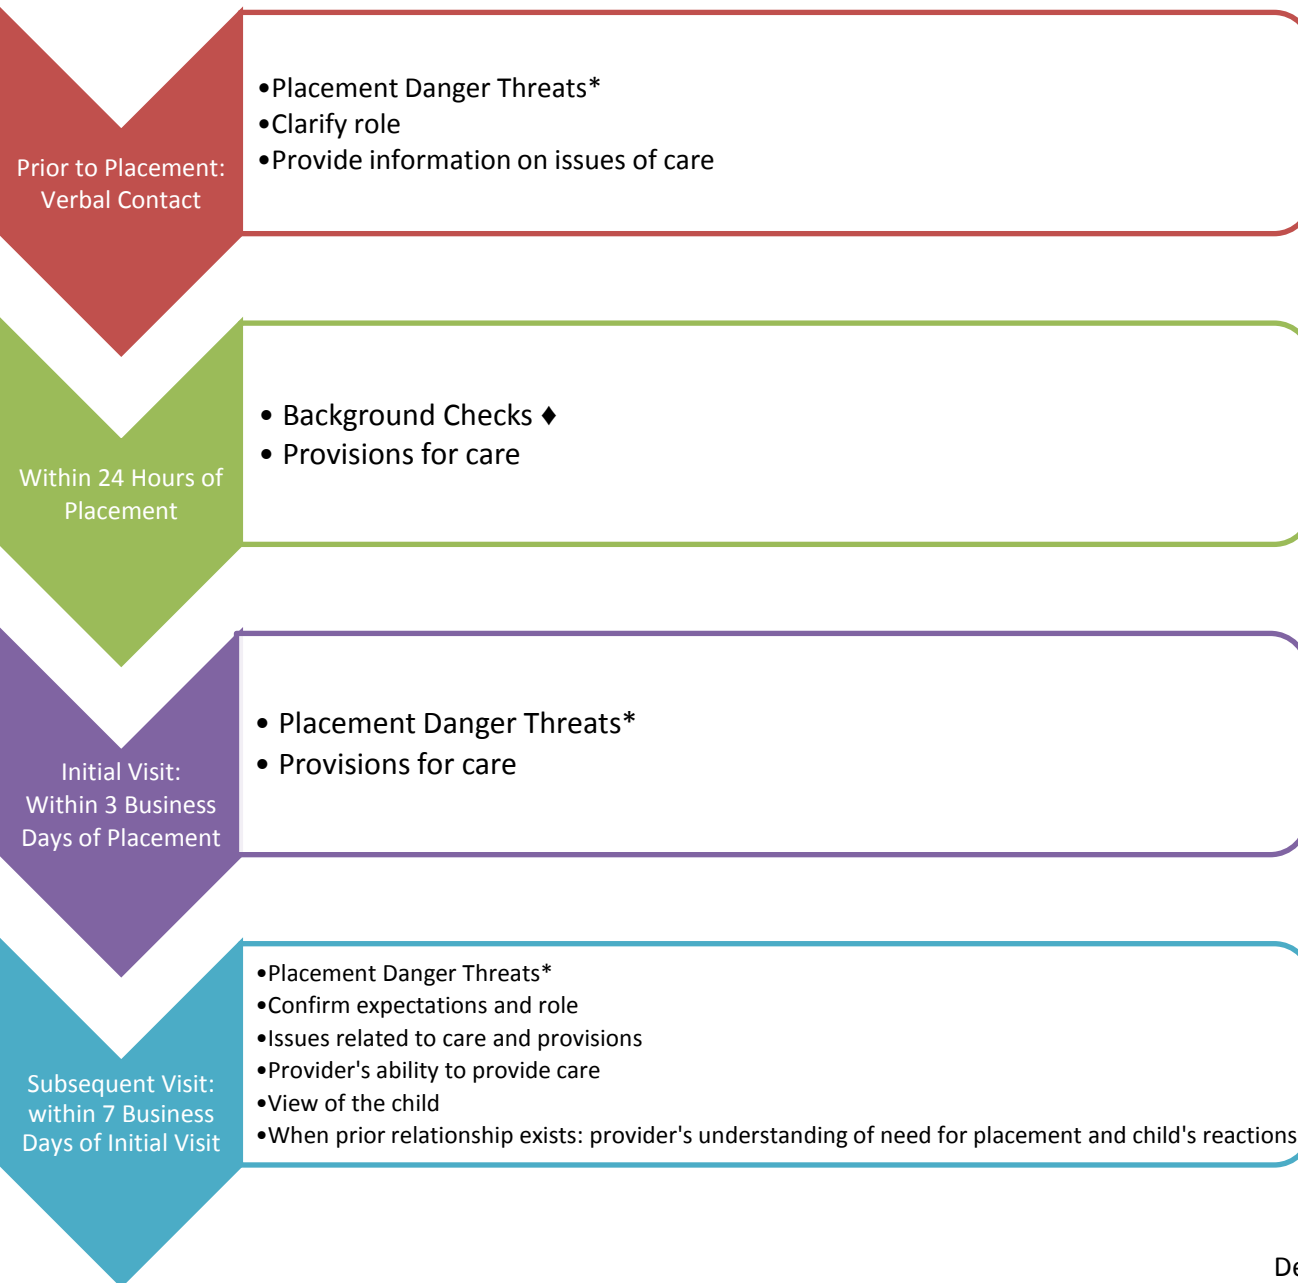 Prior to Placement:
Verbal Contact
•Placement Danger Threats*
•Clarify role
•Provide information on issues of care
Within 24 Hours of
Placement
• Background Checks ♦
• Provisions for care
Initial Visit:
Within 3 Business
Days of Placement
• Placement Danger Threats*
• Provisions for care
Subsequent Visit:
within 7 Business
Days of Initial Visit
•Placement Danger Threats*
•Confirm expectations and role
•Issues related to care and provisions
•Provider's ability to provide care
•View of the child
•When prior relationship exists: provider's understanding of need for placement and child's reactions